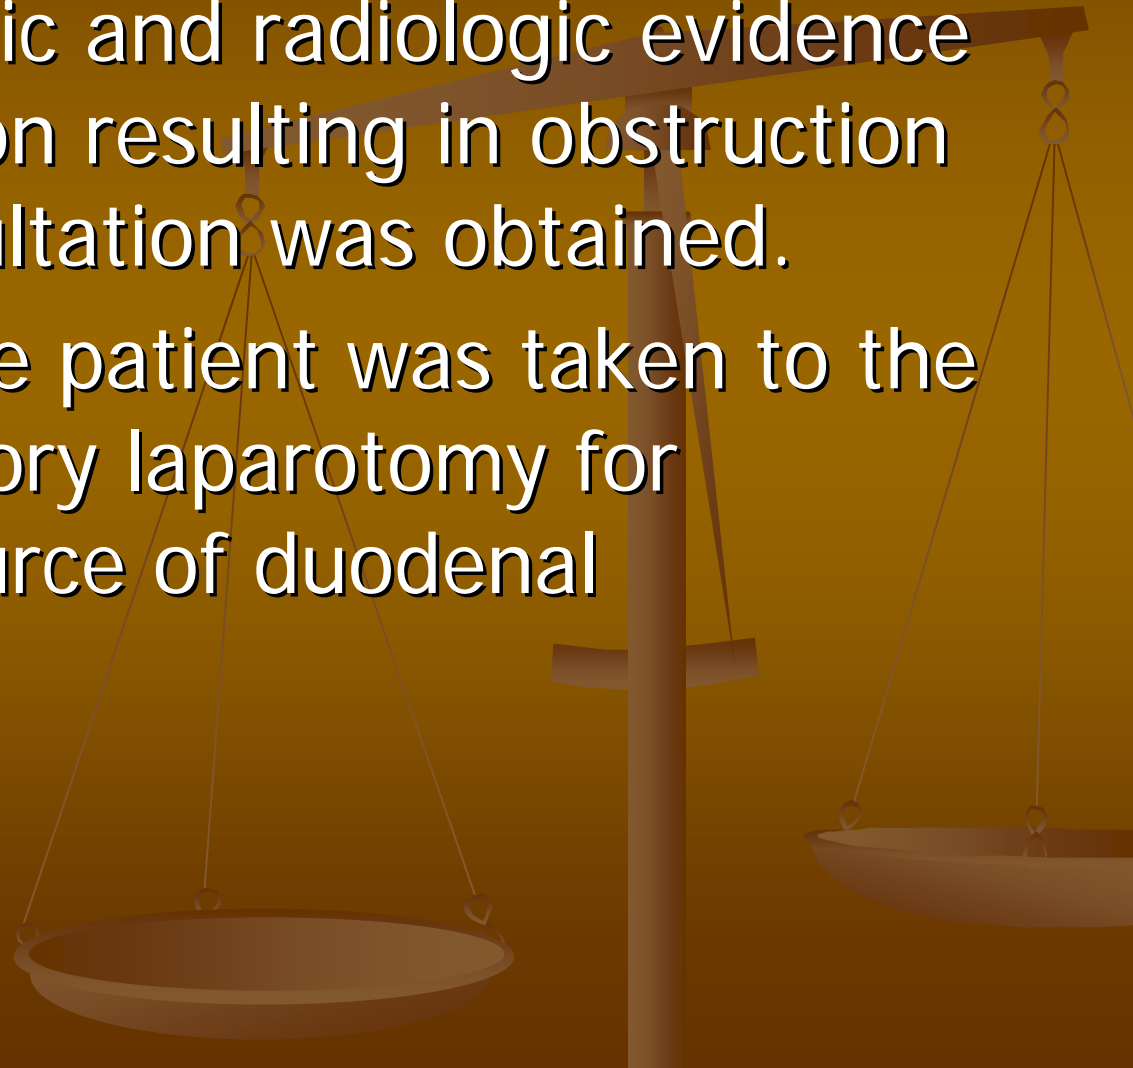 ic and radiologic evidence
on resulting in obstruction
ultation was obtained.
e patient was taken to the
ory laparotomy for
urce of duodenal